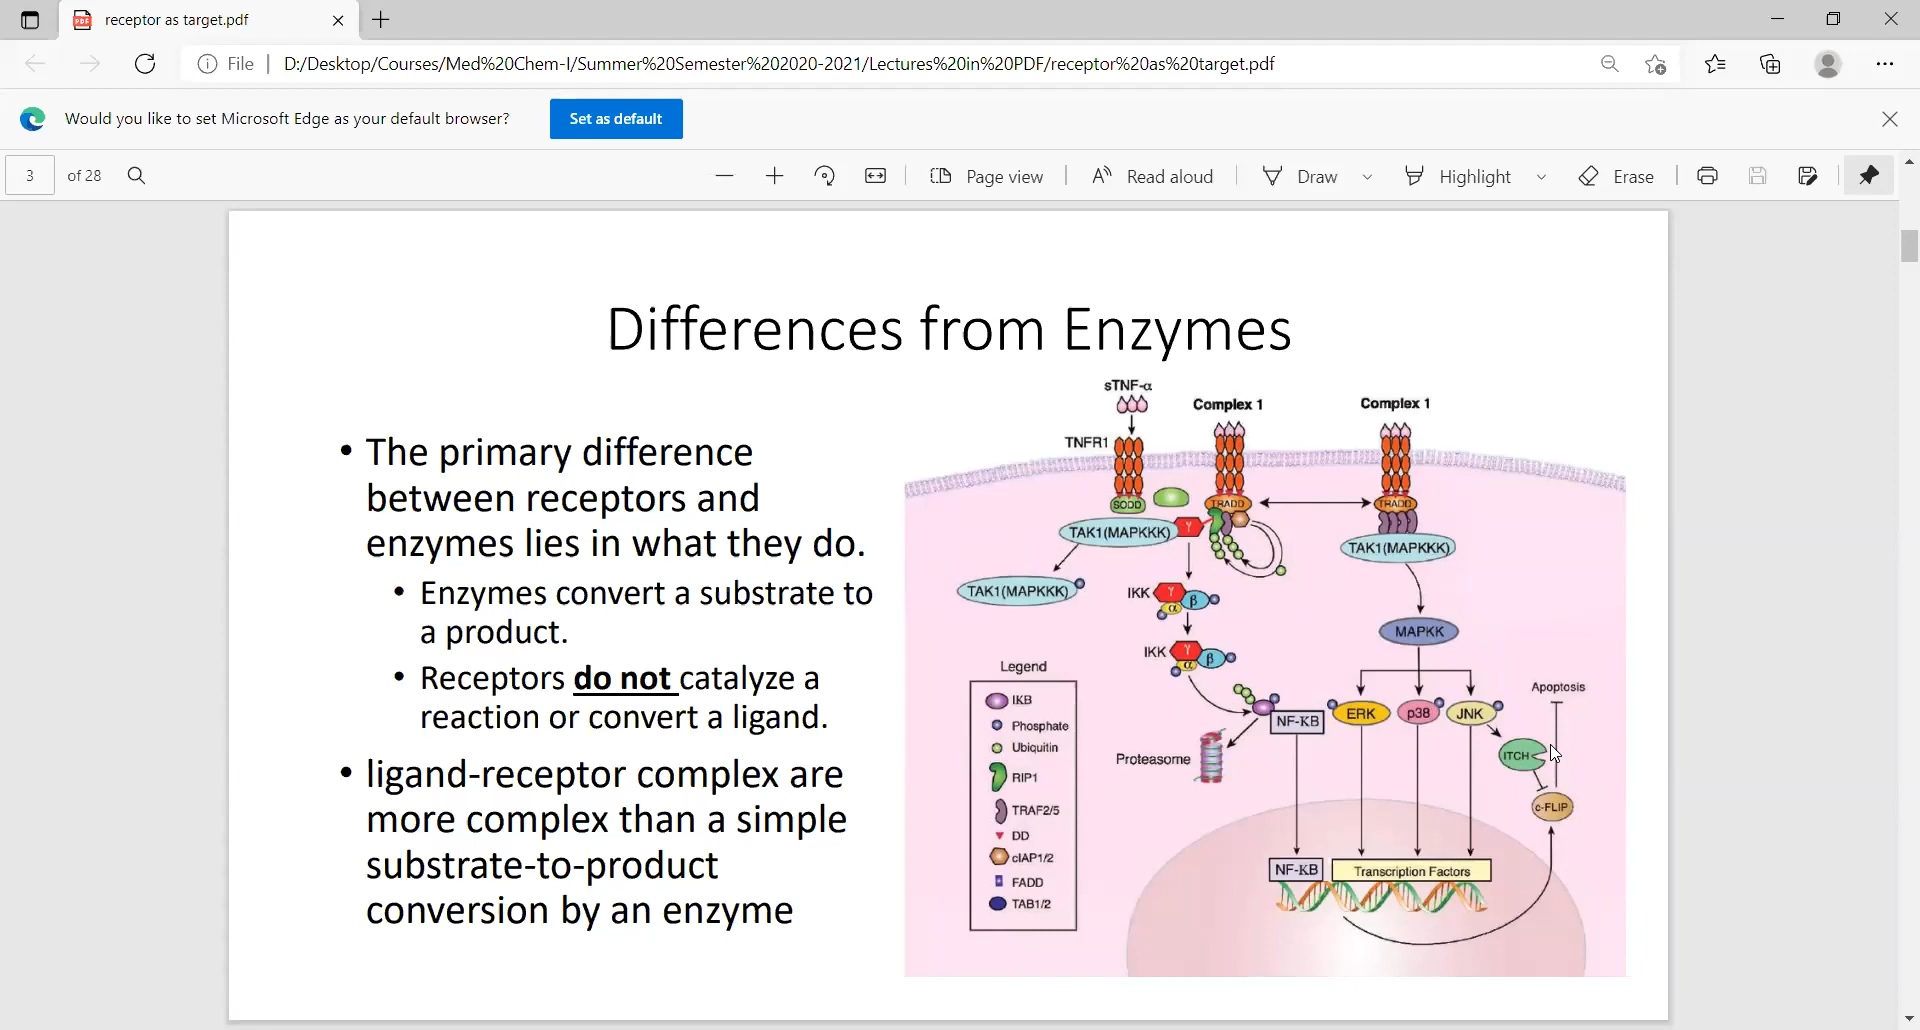 receptor as target.pdf
File
D:/Desktop/Courses/Med%20Chem-I/Summer%20Semester%202020-2021/Lectures%20in%20PDF/receptor%20as%20target.pdf
Would you like to set Microsoft Edge as your default browser?
Set as default
3 of 28
Page view
Read aloud
Draw
Highlight
Erase
Differences from Enzymes
• The primary difference
between receptors and
enzymes lies in what they do.
• Enzymes convert a substrate to
a product.
• Receptors do not catalyze a
reaction or convert a ligand.
• ligand-receptor complex are
more complex than a simple
substrate-to-product
conversion by an enzyme
sTNF-α
Complex 1
Complex 1
TNFR1
SODD
TRADD
TRADD
TAK1(MAPKKK)
γ
TAK1(MAPKKK)
TAK1(MAPKKK)
IKK
γ
α
β
MAPKK
IKK
γ
α
β
Legend
IKB
Phosphate
Ubiquitin
RIP1
TRAF2/5
DD
cIAP1/2
FADD
TAB1/2
Apoptosis
NF-KB
ERK
p38
JNK
Proteasome
ITCH
c-FLIP
NF-KB
Transcription Factors